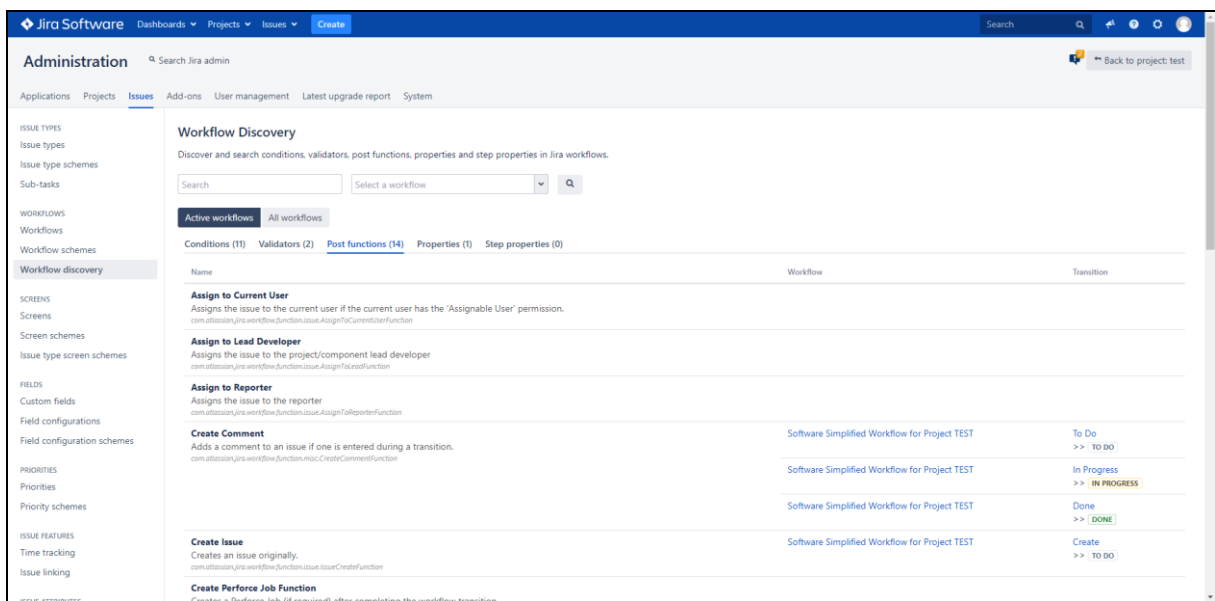 Jira Software Dashboards Projects Issues Create Search
Administration Search Jira admin Back to project: test
Applications Projects Issues Add-ons User management Latest upgrade report System
ISSUE TYPES
Issue types
Issue type schemes
Sub-tasks
WORKFLOWS
Workflows
Workflow schemes
Workflow discovery
SCREENS
Screens
Screen schemes
Issue type screen schemes
FIELDS
Custom fields
Field configurations
Field configuration schemes
PRIORITIES
Priorities
Priority schemes
ISSUE FEATURES
Time tracking
Issue linking
ISSUE ATTRIBUTES
Workflow Discovery
Discover and search conditions, validators, post functions, properties and step properties in Jira workflows.
Search Select a workflow
Active workflows All workflows
Conditions (11) Validators (2) Post functions (14) Properties (1) Step properties (0)
Name Workflow Transition
Assign to Current User
Assigns the issue to the current user if the current user has the 'Assignable User' permission.
com.atlassian.jira.workflow.function.issue.AssignToCurrentUserFunction
Assign to Lead Developer
Assigns the issue to the project/component lead developer
com.atlassian.jira.workflow.function.issue.AssignToLeadFunction
Assign to Reporter
Assigns the issue to the reporter
com.atlassian.jira.workflow.function.issue.AssignToReporterFunction
Create Comment Software Simplified Workflow for Project TEST To Do
Adds a comment to an issue if one is entered during a transition. >> TO DO
com.atlassian.jira.workflow.function.misc.CreateCommentFunction
Software Simplified Workflow for Project TEST In Progress
>> IN PROGRESS
Software Simplified Workflow for Project TEST Done
>> DONE
Create Issue Software Simplified Workflow for Project TEST Create
Creates an issue originally. >> TO DO
com.atlassian.jira.workflow.function.issue.IssueCreateFunction
Create Perforce Job Function
Creates a Perforce Job (if required) after completing the workflow transition